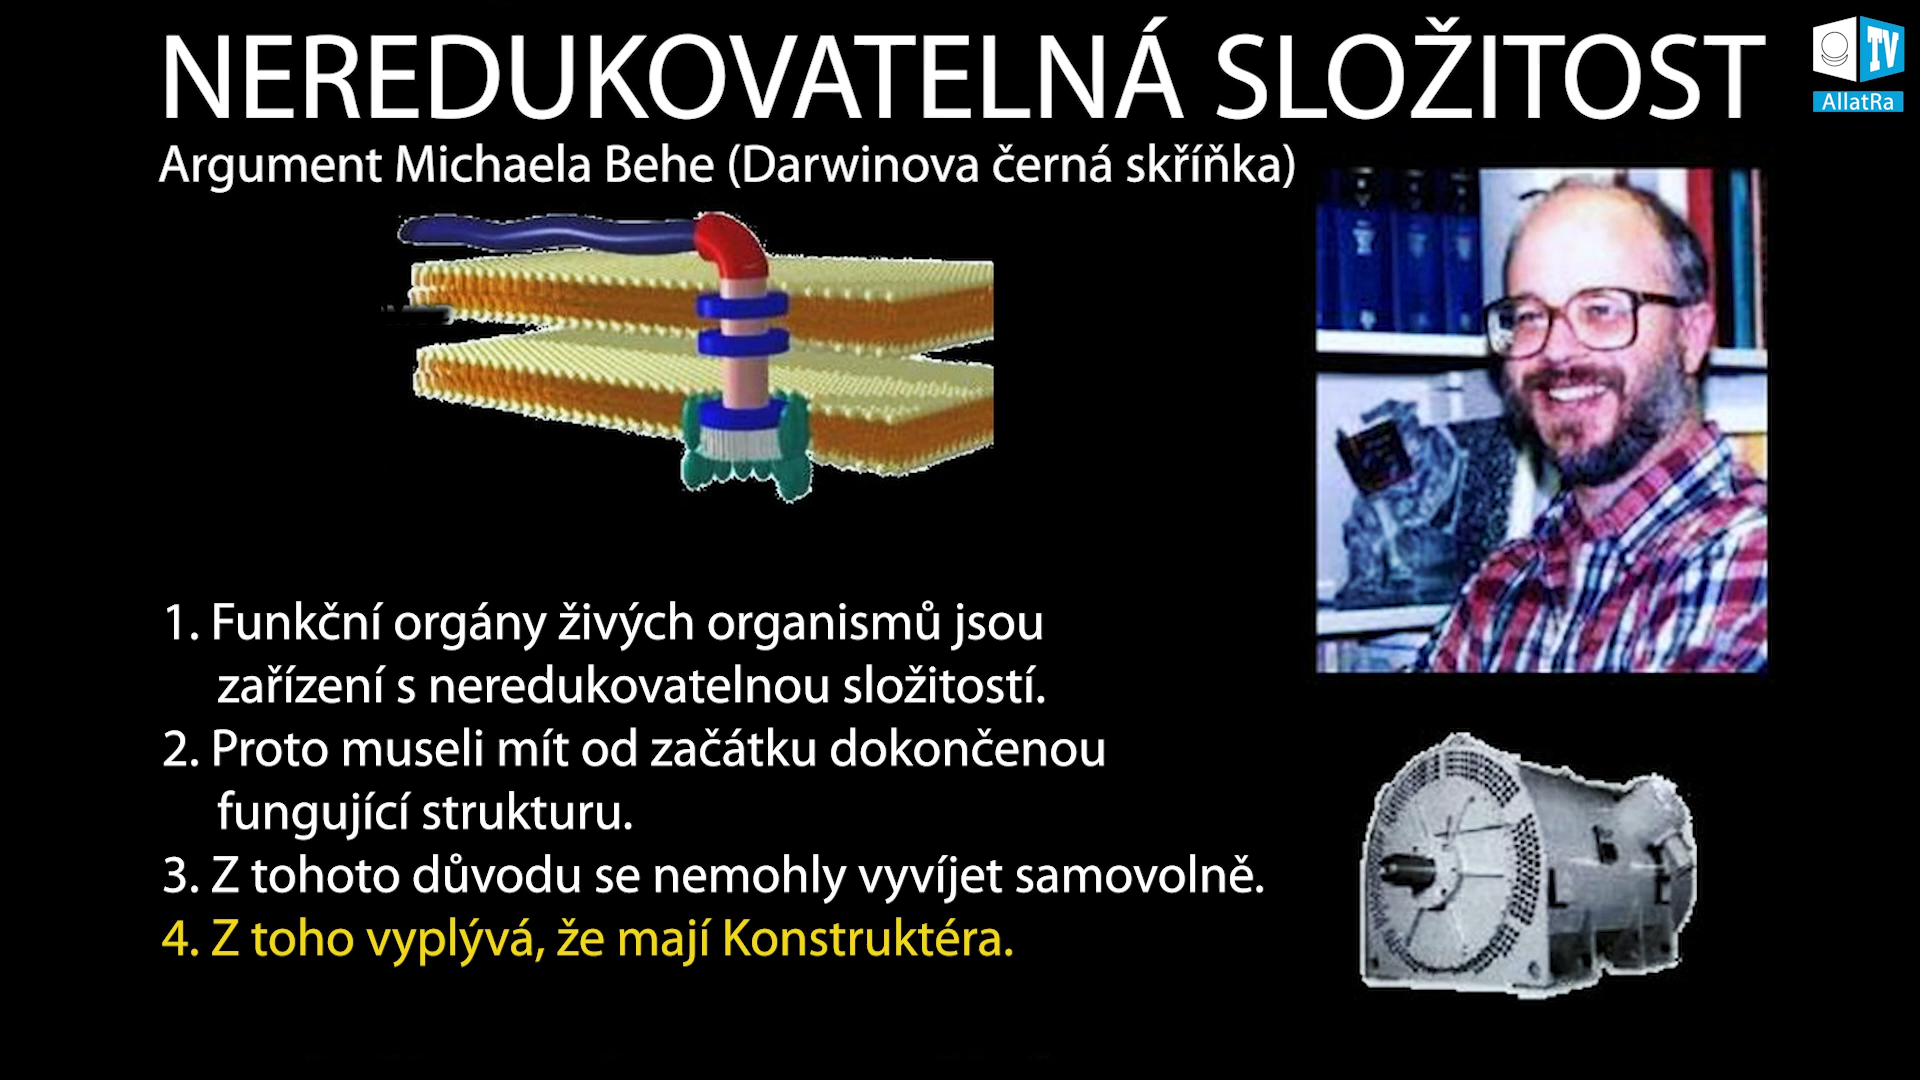 NEREDUKOVATELNÁ SLOŽITOST
TV
AllatRa
Argument Michaela Behe (Darwinova černá skříňka)
1. Funkční orgány živých organismů jsou
zařízení s neredukovatelnou složitostí.
2. Proto museli mít od začátku dokončenou
fungující strukturu.
3. Z tohoto důvodu se nemohly vyvíjet samovolně.
4. Z toho vyplývá, že mají Konstruktéra.